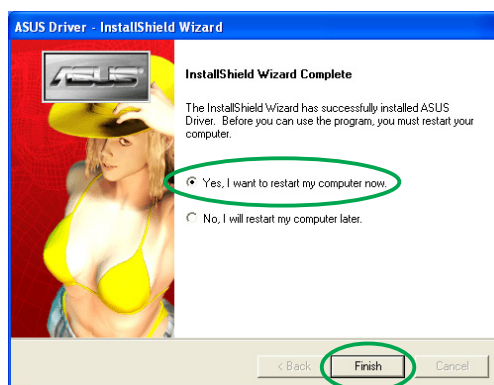 ASUS Driver - InstallShield Wizard
ASUS
InstallShield Wizard Complete
The InstallShield Wizard has successfully installed ASUS
Driver. Before you can use the program, you must restart your
computer.
Yes, I want to restart my computer now.
No, I will restart my computer later.
< Back
Finish
Cancel